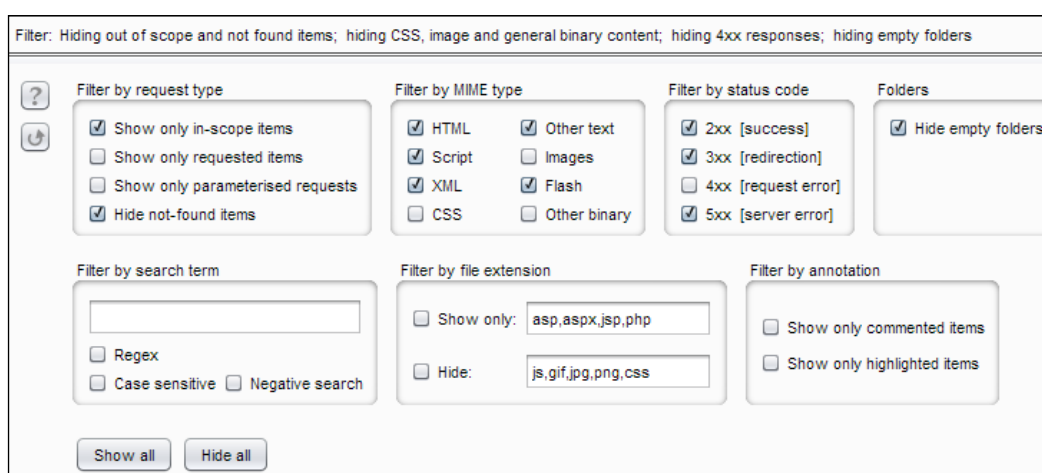 Filter: Hiding out of scope and not found items; hiding CSS, image and general binary content; hiding 4xx responses; hiding empty folders
?
Filter by request type
Show only in-scope items
Show only requested items
Show only parameterised requests
Hide not-found items
Filter by MIME type
HTML
Other text
Script
Images
XML
Flash
CSS
Other binary
Filter by status code
2xx [success]
3xx [redirection]
4xx [request error]
5xx [server error]
Folders
Hide empty folders
Filter by search term
Regex
Case sensitive
Negative search
Filter by file extension
Show only: asp,aspx,jsp,php
Hide: js,gif,jpg,png,css
Filter by annotation
Show only commented items
Show only highlighted items
Show all
Hide all